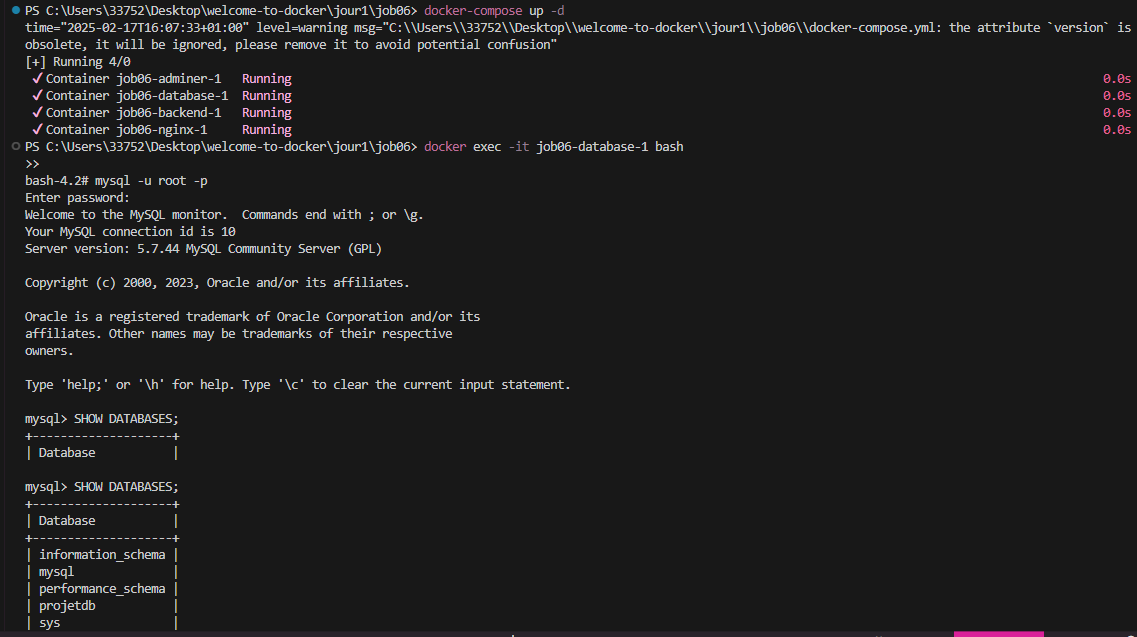 PS C:\Users\33752\Desktop\welcome-to-docker\jour1\job06> docker-compose up -d
time="2025-02-17T16:07:33+01:00" level=warning msg="C:\\Users\\33752\\Desktop\\welcome-to-docker\\jour1\\job06\\docker-compose.yml: the attribute `version` is
obsolete, it will be ignored, please remove it to avoid potential confusion"
[+] Running 4/0
✓ Container job06-adminer-1 Running 0.0s
✓ Container job06-database-1 Running 0.0s
✓ Container job06-backend-1 Running 0.0s
✓ Container job06-nginx-1 Running 0.0s
PS C:\Users\33752\Desktop\welcome-to-docker\jour1\job06> docker exec -it job06-database-1 bash
>>
bash-4.2# mysql -u root -p
Enter password:
Welcome to the MySQL monitor.  Commands end with ; or \g.
Your MySQL connection id is 10
Server version: 5.7.44 MySQL Community Server (GPL)
Copyright (c) 2000, 2023, Oracle and/or its affiliates.
Oracle is a registered trademark of Oracle Corporation and/or its
affiliates. Other names may be trademarks of their respective
owners.
Type 'help;' or '\h' for help. Type '\c' to clear the current input statement.
mysql> SHOW DATABASES;
+--------------------+
| Database           |
mysql> SHOW DATABASES;
+--------------------+
| Database           |
+--------------------+
| information_schema |
| mysql              |
| performance_schema |
| projetdb           |
| sys                |